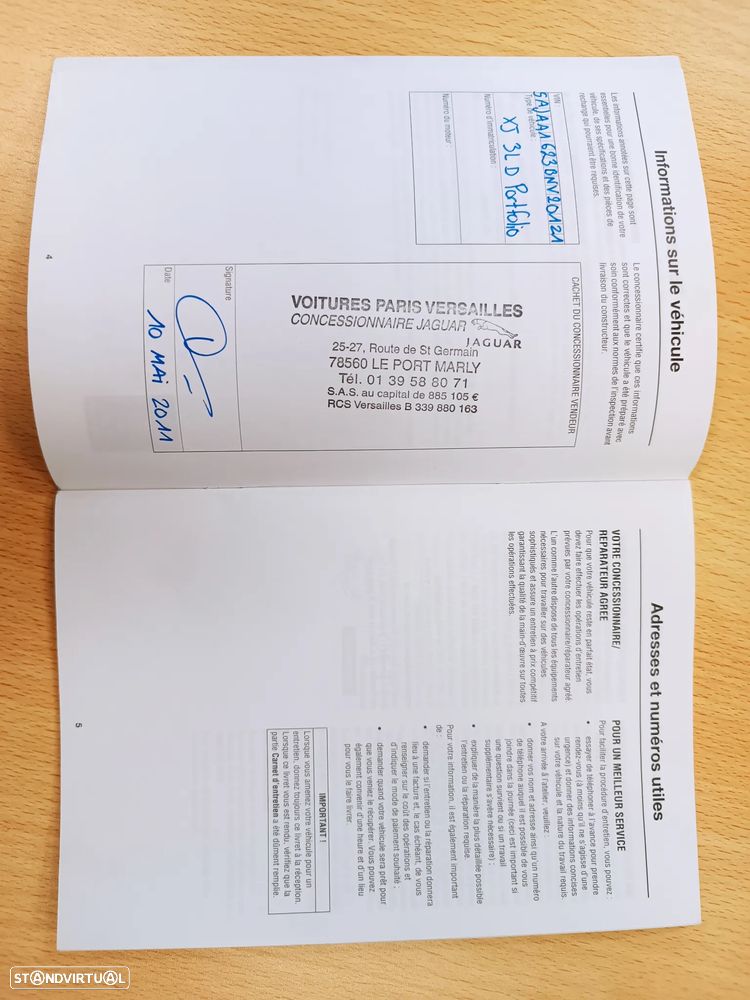 Informations sur le véhicule
Les informations annotées sur cette page sont
essentielles pour une bonne identification de votre
véhicule, de ses spécifications et des pièces de
rechange qui pourraient être requises.
VIN
SAJAAA1623BNV20121
Type de véhicule :
XJ 3L D Portfolio
Numéro d'immatriculation :
Numéro du moteur :
Le concessionnaire certifie que ces informations
sont correctes et que le véhicule a été préparé avec
soin conformément aux normes de l'inspection avant
livraison du constructeur.
CACHET DU CONCESSIONNAIRE VENDEUR
VOITURES PARIS VERSAILLES
CONCESSIONNAIRE JAGUAR
JAGUAR
25-27, Route de St Germain
78560 LE PORT MARLY
Tél. 01 39 58 60 71
S.A.S. au capital de 885 105 €
RCS Versailles B 339 880 163
Signature
Date
10 MAI 2011
4
Adresses et numéros utiles
VOTRE CONCESSIONNAIRE/
REPARATEUR AGREE
Pour que votre véhicule reste en parfait état, vous
devez faire effectuer les opérations d'entretien
prévues par votre concessionnaire/réparateur agréé
L'un comme l'autre dispose de tous les équipements
nécessaires pour travailler sur des véhicules
sophistiqués et assure un entretien à prix compétitif
garantissant la qualité de la main-d'œuvre sur toutes
les opérations effectuées.
POUR UN MEILLEUR SERVICE
Pour faciliter la procédure d'entretien, vous pouvez :
• essayer de téléphoner à l'avance pour prendre
rendez-vous (à moins qu'il ne s'agisse d'une
urgence) et donner des informations concises
sur votre véhicule et la nature du travail requis.
A votre arrivée à l'atelier, veuillez :
• donner vos nom et adresse ainsi qu'un numéro
de téléphone auquel il est possible de vous
joindre dans la journée (ceci est important si
une question survient ou si un travail
supplémentaire s'avère nécessaire) ;
• expliquer de la manière la plus détaillée possible
l'entretien ou la réparation requise.
Pour votre information, il est également important
de :
• demander si l'entretien ou la réparation donnera
lieu à une facture et, le cas échéant, de vous
renseigner sur le coût des opérations et
d'indiquer le mode de paiement souhaité ;
• demander quand votre véhicule sera prêt pour
que vous veniez le récupérer. Vous pouvez
également convenir d'une heure et d'un lieu
pour vous le faire livrer.
IMPORTANT !
Lorsque vous amenez votre véhicule pour un
entretien, donnez toujours ce livret à la réception.
Lorsque ce livret vous est rendu, vérifiez que la
partie Carnet d'entretien a été dûment remplie.
5
STANDVIRTUAL